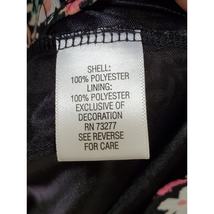 SHELL:
100% POLYESTER
LINING:
100% POLYESTER
EXCLUSIVE OF
DECORATION
RN 73277
SEE REVERSE
FOR CARE